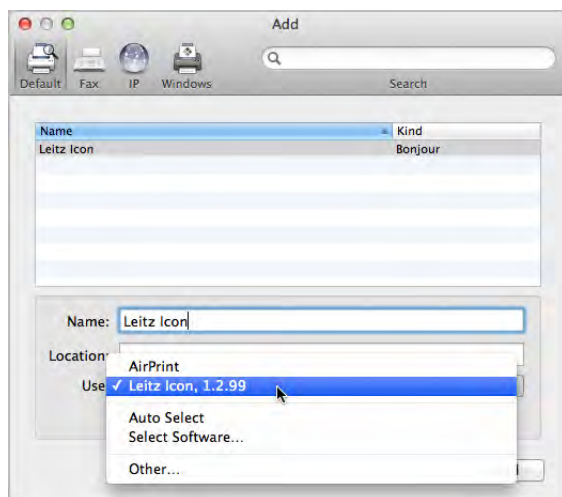 Add
Default Fax IP Windows Search
Name Kind
Leitz Icon Bonjour
Name: Leitz Icon
Location:
AirPrint
Use ✓ Leitz Icon, 1.2.99
Auto Select
Select Software...
Other...